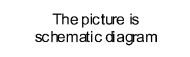 The picture is
schematic diagram